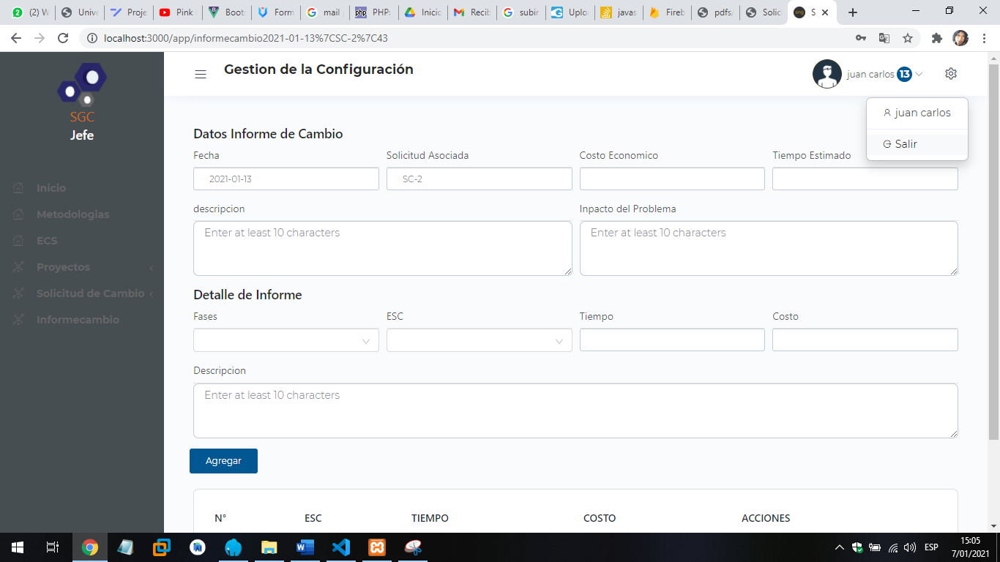 (2) W Unive Proje Pink Boots Form mail php PHP: Inicio Recib subir Uploa javas Fireb pdfs/ Solic S
localhost:3000/app/informecambio2021-01-13%7CSC-2%7C43
Gestion de la Configuración
juan carlos 13
juan carlos
Salir
SGC
Jefe
Inicio
Metodologias
ECS
Proyectos
Solicitud de Cambio
Informecambio
Datos Informe de Cambio
Fecha Solicitud Asociada Costo Economico Tiempo Estimado
2021-01-13 SC-2
descripcion Inpacto del Problema
Enter at least 10 characters Enter at least 10 characters
Detalle de Informe
Fases ESC Tiempo Costo
Descripcion
Enter at least 10 characters
Agregar
N° ESC TIEMPO COSTO ACCIONES
ESP
15:05
7/01/2021